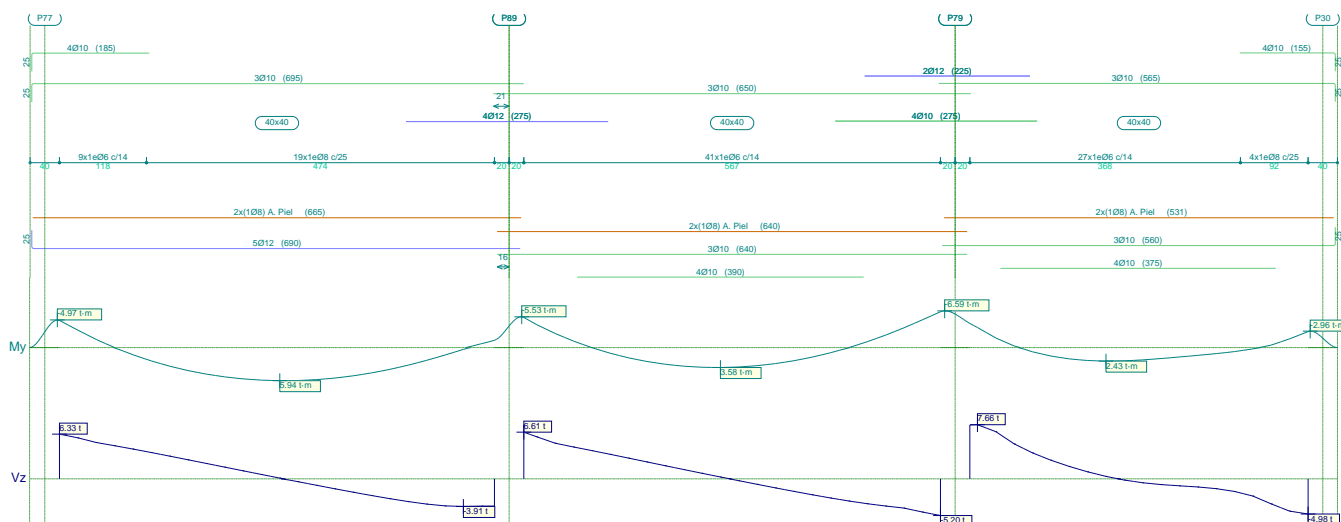 P77 P89 P79 P30
4Ø10 (185) 4Ø10 (155)
25 25
2Ø12 (225)
3Ø10 (695) 3Ø10 (565)
25 3Ø10 (650) 25
21
4Ø12 (275) 4Ø10 (275)
40x40 40x40 40x40
9x1eØ6 c/14 19x1eØ8 c/25 41x1eØ6 c/14 27x1eØ6 c/14 4x1eØ8 c/25
40 118 474 20 20 567 20 20 368 92 40
2x(1Ø8) A. Piel (665) 2x(1Ø8) A. Piel (531)
2x(1Ø8) A. Piel (640)
25 5Ø12 (690) 3Ø10 (560) 25
16 3Ø10 (640)
4Ø10 (375)
4Ø10 (390)
-4.97 t·m -5.53 t·m -6.59 t·m -2.96 t·m
My
5.94 t·m 3.58 t·m 2.43 t·m
6.33 t 6.61 t 7.66 t
Vz
-3.91 t -5.20 t -4.98 t